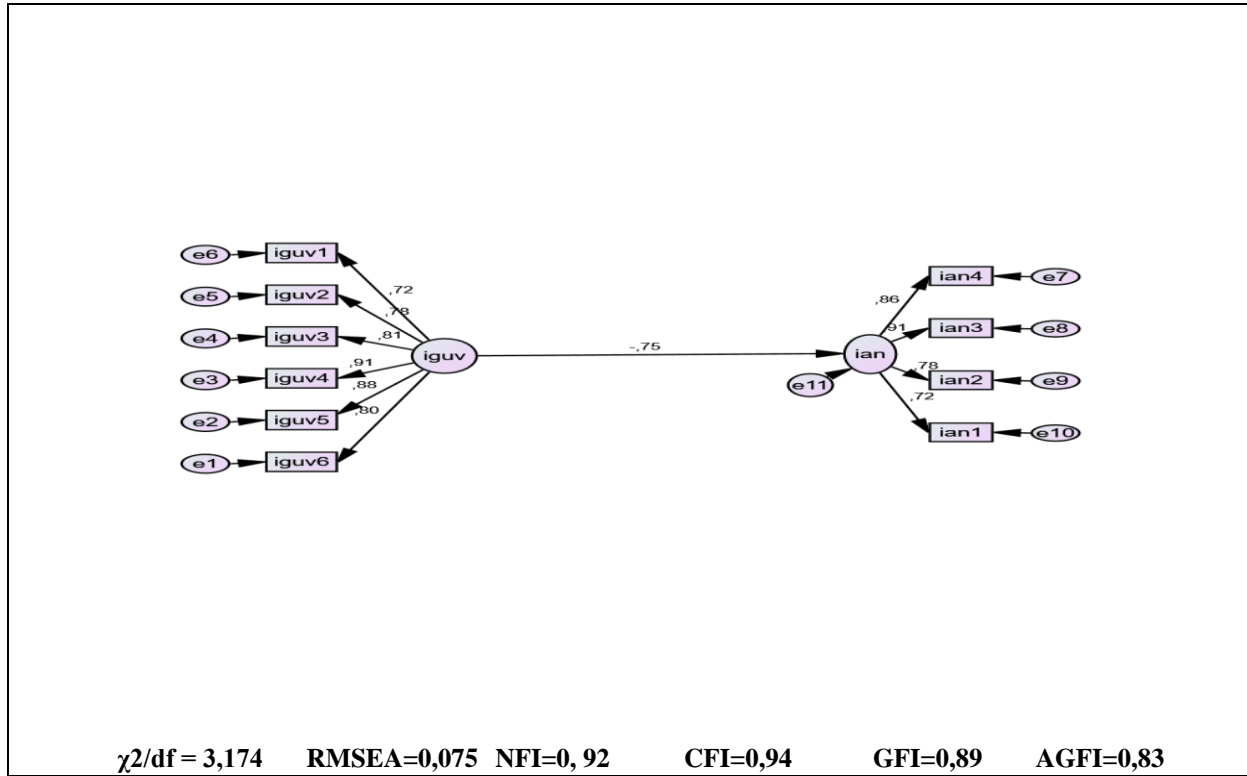 e6 iguv1
e5 iguv2
e4 iguv3
e3 iguv4
e2 iguv5
e1 iguv6
,72
,78
,81
,91
,88
,80
iguv
-,75
ian
e11
,86
,91
,78
,72
ian4 e7
ian3 e8
ian2 e9
ian1 e10
χ2/df = 3,174 RMSEA=0,075 NFI=0, 92 CFI=0,94 GFI=0,89 AGFI=0,83